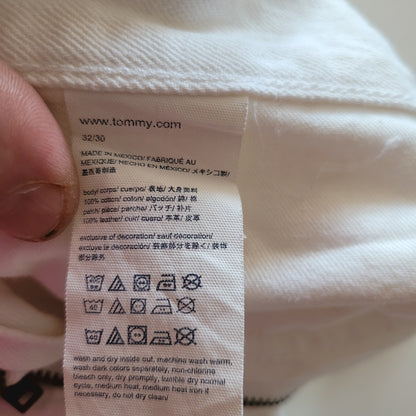 www.tommy.com
32/30
MADE IN MEXICO/ FABRIQUÉ AU
MEXIQUE/ HECHO EN MÉXICO/ メキシコ製/
墨西哥制造
body/ corps/ cuerpo/ 表地/ 大身面料
100% cotton/ coton/ algodón/ 綿/ 棉
patch/ pièce/ parche/ パッチ/ 补片
100% leather/ cuir/ cuero/ 本革/ 皮革
exclusive of decoration/ sauf décoration/
excluye la decoración/ 装飾部分を除く/ 装饰
部分除外
40
40
wash and dry inside out, machine wash warm,
wash dark colors separately, non-chlorine
bleach only, dry promptly, tumble dry normal
cycle, medium heat, medium heat iron if
necessary, do not dry clean/